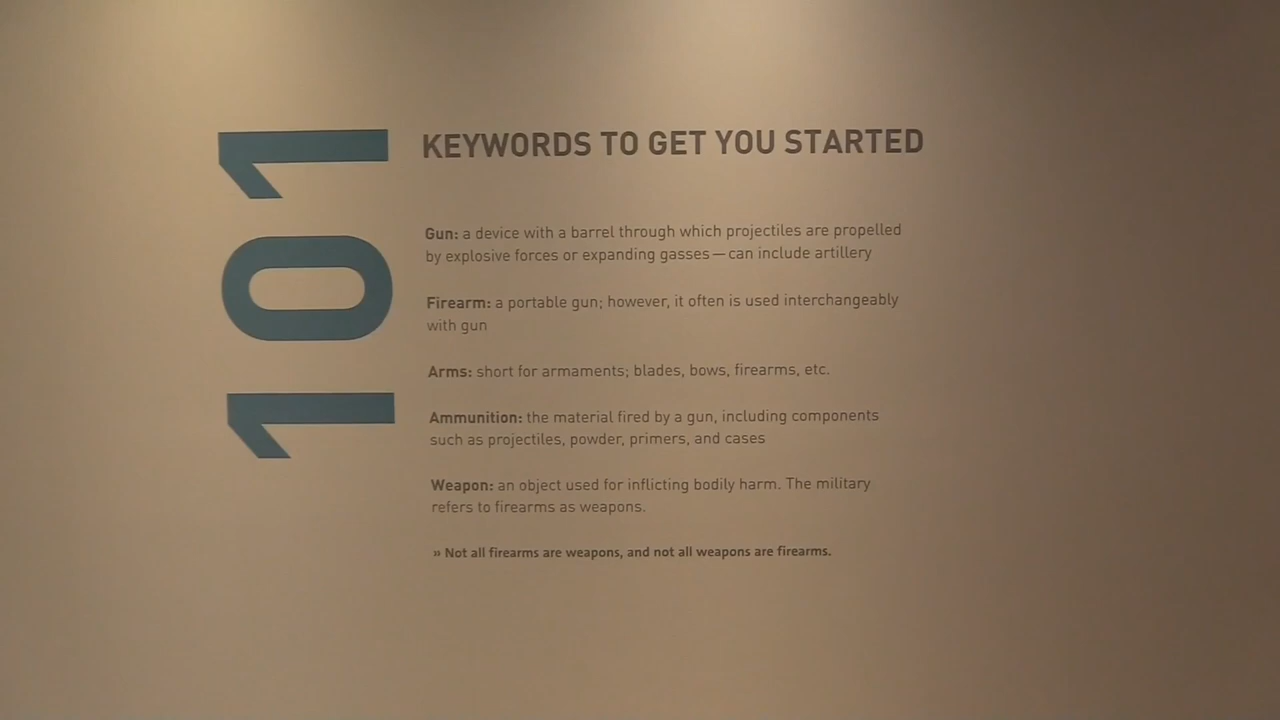 101
KEYWORDS TO GET YOU STARTED
Gun: a device with a barrel through which projectiles are propelled
by explosive forces or expanding gasses — can include artillery
Firearm: a portable gun; however, it often is used interchangeably
with gun
Arms: short for armaments; blades, bows, firearms, etc.
Ammunition: the material fired by a gun, including components
such as projectiles, powder, primers, and cases
Weapon: an object used for inflicting bodily harm. The military
refers to firearms as weapons.
» Not all firearms are weapons, and not all weapons are firearms.